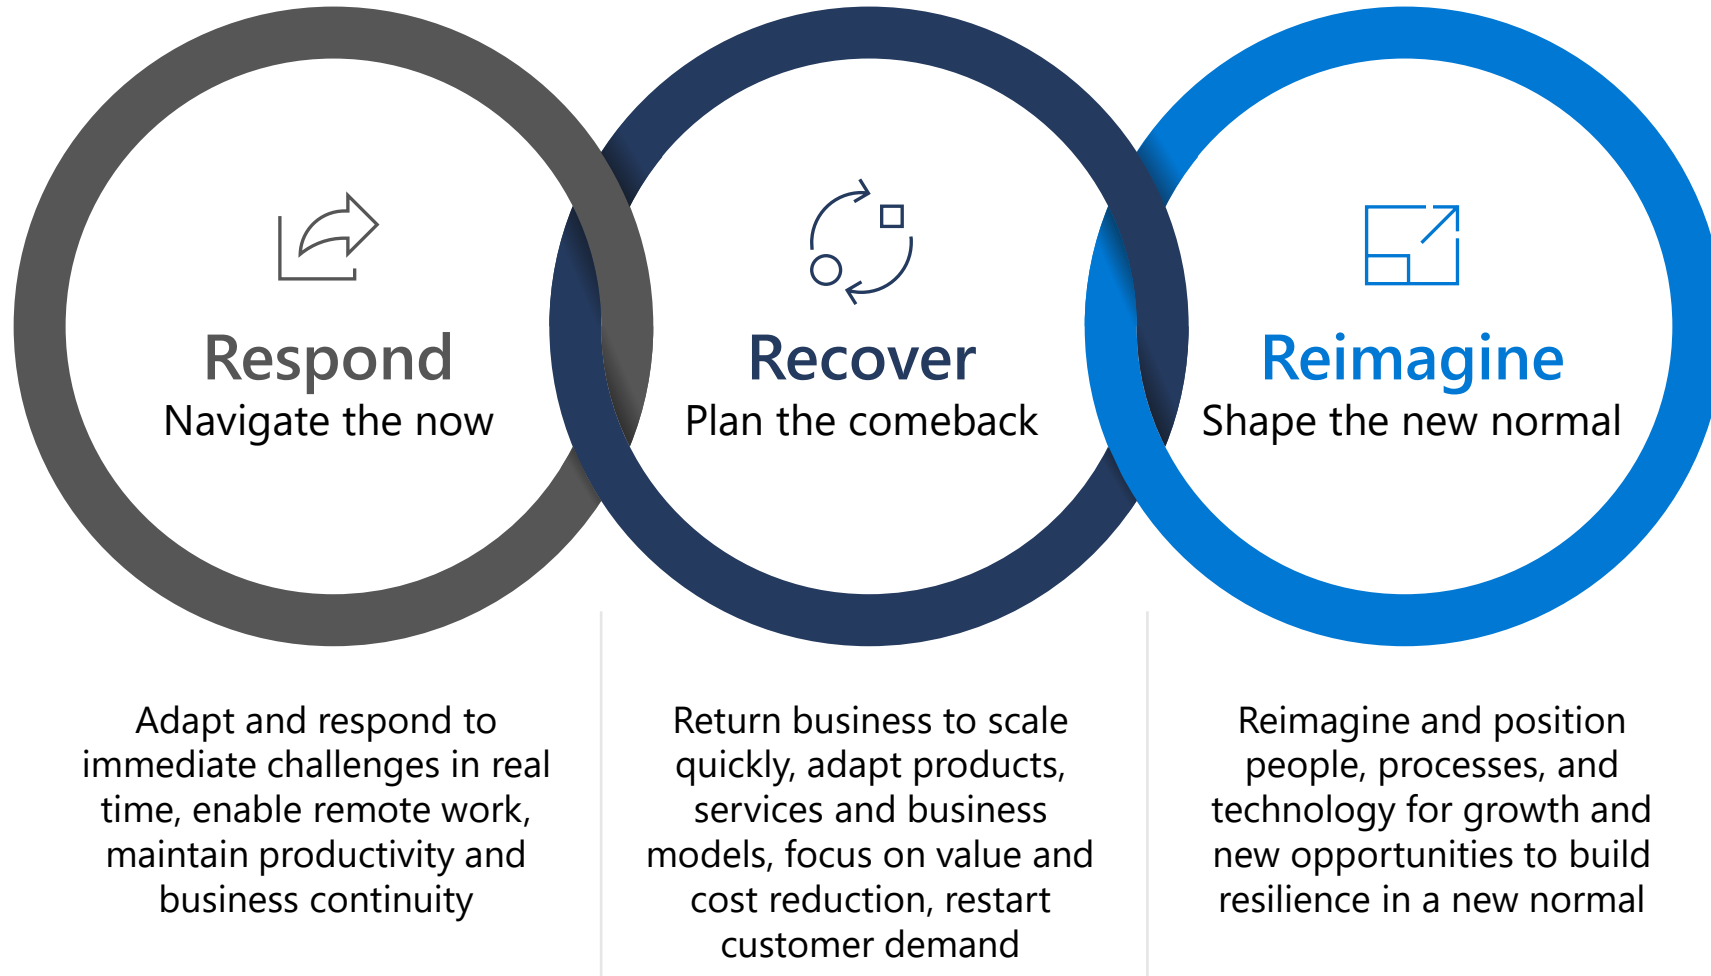 Respond
Navigate the now
Recover
Plan the comeback
Reimagine
Shape the new normal
Adapt and respond to
immediate challenges in real
time, enable remote work,
maintain productivity and
business continuity
Return business to scale
quickly, adapt products,
services and business
models, focus on value and
cost reduction, restart
customer demand
Reimagine and position
people, processes, and
technology for growth and
new opportunities to build
resilience in a new normal